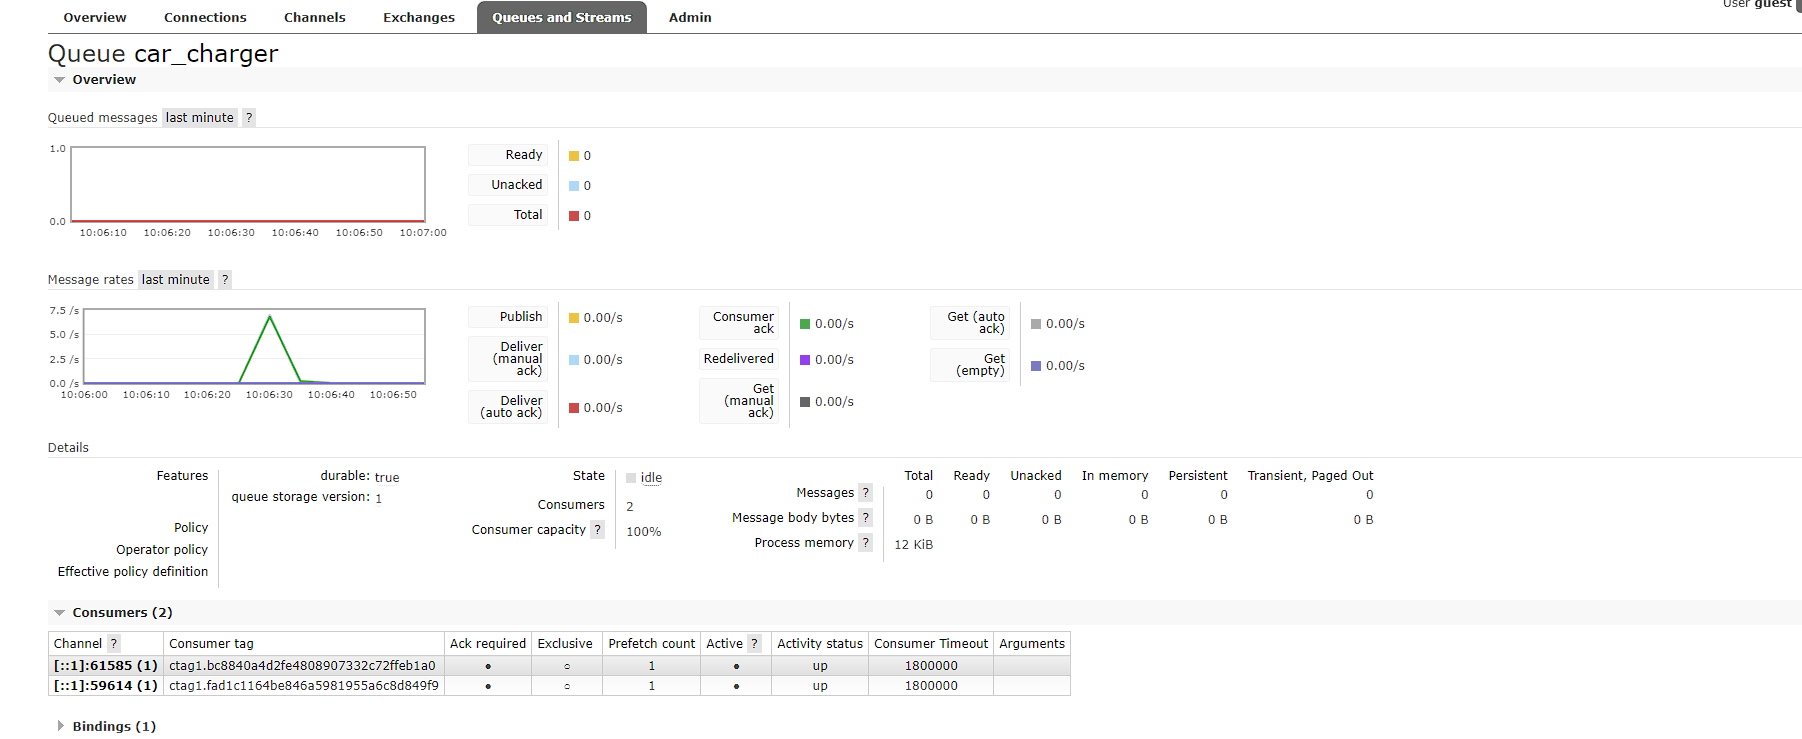 User guest
Overview Connections Channels Exchanges Queues and Streams Admin
Queue car_charger
Overview
Queued messages last minute ?
1.0
0.0
10:06:10 10:06:20 10:06:30 10:06:40 10:06:50 10:07:00
Ready 0
Unacked 0
Total 0
Message rates last minute ?
7.5 /s
5.0 /s
2.5 /s
0.0 /s
10:06:00 10:06:10 10:06:20 10:06:30 10:06:40 10:06:50
Publish 0.00/s
Deliver
(manual 0.00/s
ack)
Deliver
(auto ack) 0.00/s
Consumer
ack 0.00/s
Redelivered 0.00/s
Get
(manual 0.00/s
ack)
Get (auto
ack) 0.00/s
Get
(empty) 0.00/s
Details
Features durable: true
queue storage version: 1
Policy
Operator policy
Effective policy definition
State idle
Consumers 2
Consumer capacity ? 100%
Total Ready Unacked In memory Persistent Transient, Paged Out
Messages ? 0 0 0 0 0 0
Message body bytes ? 0 B 0 B 0 B 0 B 0 B 0 B
Process memory ? 12 KiB
Consumers (2)
Channel ? Consumer tag Ack required Exclusive Prefetch count Active ? Activity status Consumer Timeout Arguments
[::1]:61585 (1) ctag1.bc8840a4d2fe4808907332c72ffeb1a0 ● ○ 1 ● up 1800000
[::1]:59614 (1) ctag1.fad1c1164be846a5981955a6c8d849f9 ● ○ 1 ● up 1800000
Bindings (1)